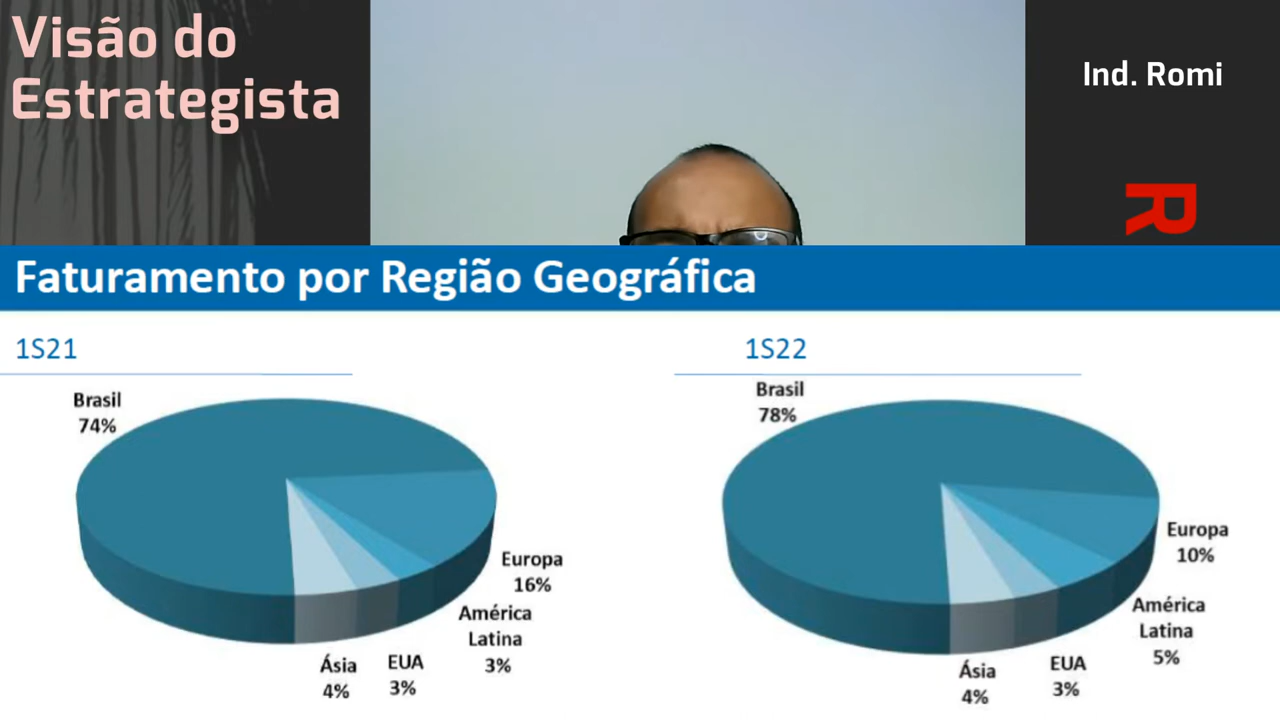 Visão do
Estrategista
Ind. Romi
R
Faturamento por Região Geográfica
1S21
1S22
Brasil
74%
Europa
16%
América
Latina
3%
EUA
3%
Ásia
4%
Brasil
78%
Europa
10%
América
Latina
5%
EUA
3%
Ásia
4%